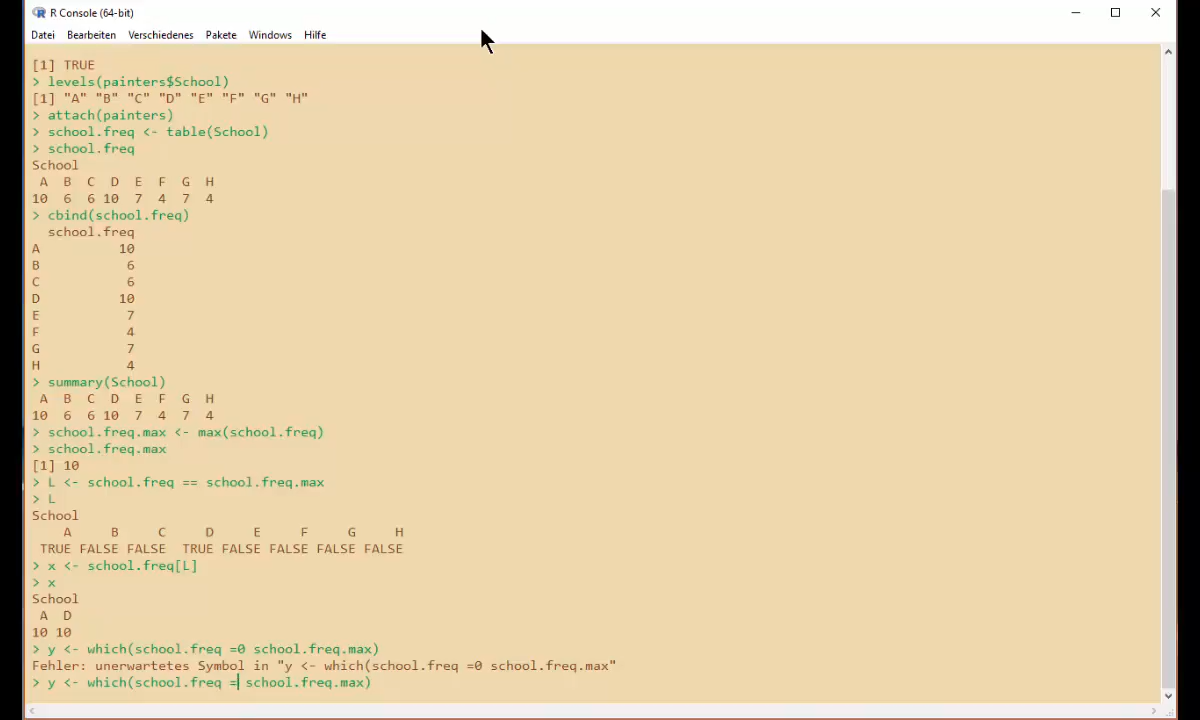 R Console (64-bit)
Datei Bearbeiten Verschiedenes Pakete Windows Hilfe
[1] TRUE
> levels(painters$School)
[1] "A" "B" "C" "D" "E" "F" "G" "H"
> attach(painters)
> school.freq <- table(School)
> school.freq
School
 A  B  C  D  E  F  G  H
10  6  6 10  7  4  7  4
> cbind(school.freq)
  school.freq
A          10
B           6
C           6
D          10
E           7
F           4
G           7
H           4
> summary(School)
 A  B  C  D  E  F  G  H
10  6  6 10  7  4  7  4
> school.freq.max <- max(school.freq)
> school.freq.max
[1] 10
> L <- school.freq == school.freq.max
> L
School
    A     B     C     D     E     F     G     H
 TRUE FALSE FALSE  TRUE FALSE FALSE FALSE FALSE
> x <- school.freq[L]
> x
School
 A  D
10 10
> y <- which(school.freq =0 school.freq.max)
Fehler: unerwartetes Symbol in "y <- which(school.freq =0 school.freq.max"
> y <- which(school.freq = school.freq.max)